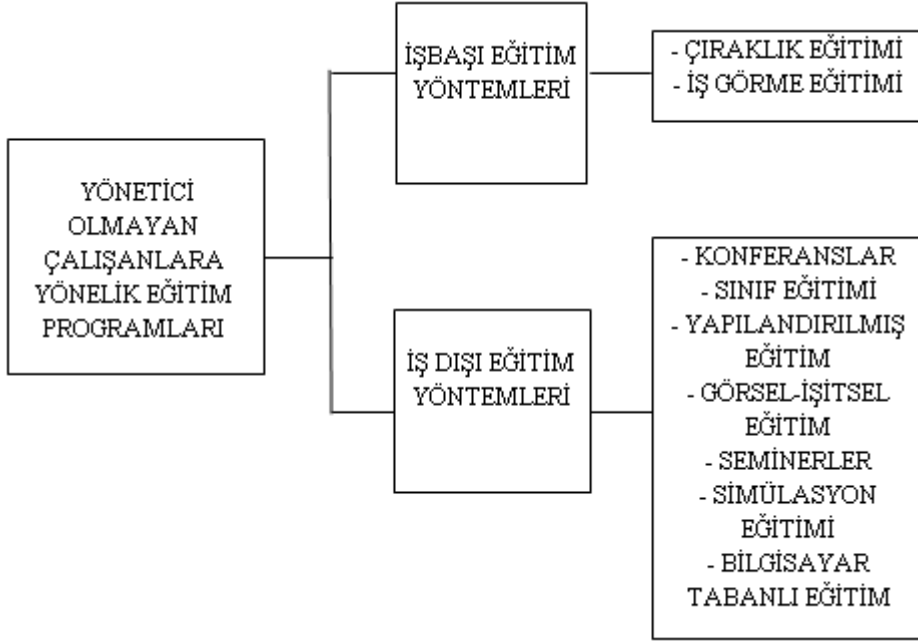 YÖNETİCİ
OLMAYAN
ÇALIŞANLARA
YÖNELİK EĞİTİM
PROGRAMLARI
İŞBAŞI EĞİTİM
YÖNTEMLERİ
- ÇIRAKLIK EĞİTİMİ
- İŞ GÖRME EĞİTİMİ
İŞ DIŞI EĞİTİM
YÖNTEMLERİ
- KONFERANSLAR
- SINIF EĞİTİMİ
- YAPILANDIRILMIŞ
EĞİTİM
- GÖRSEL-İŞİTSEL
EĞİTİM
- SEMİNERLER
- SİMÜLASYON
EĞİTİMİ
- BİLGİSAYAR
TABANLI EĞİTİM